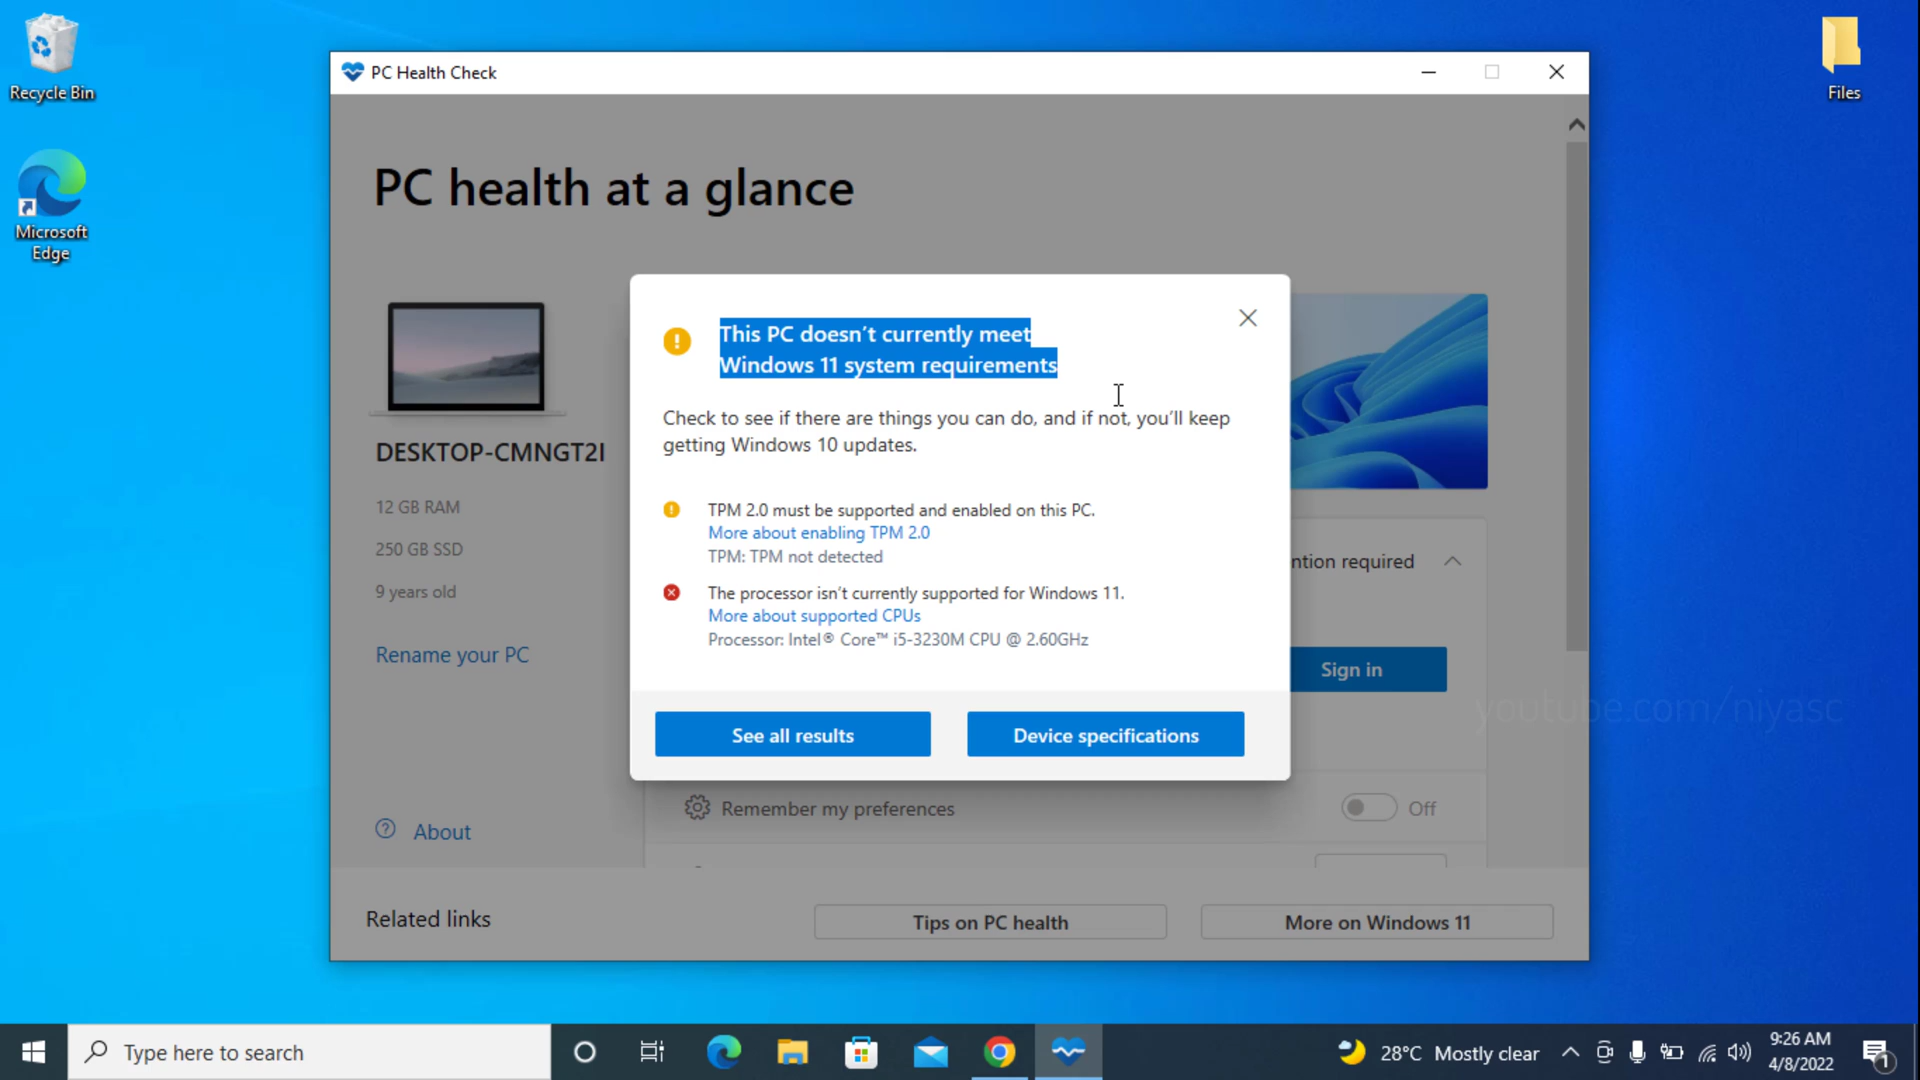 Recycle Bin
Microsoft
Edge
Files
PC Health Check
PC health at a glance
DESKTOP-CMNGT2I
12 GB RAM
250 GB SSD
9 years old
Rename your PC
About
This PC doesn't currently meet
Windows 11 system requirements
Check to see if there are things you can do, and if not, you'll keep
getting Windows 10 updates.
TPM 2.0 must be supported and enabled on this PC.
More about enabling TPM 2.0
TPM: TPM not detected
The processor isn't currently supported for Windows 11.
More about supported CPUs
Processor: Intel® Core™ i5-3230M CPU @ 2.60GHz
See all results
Device specifications
ntion required
Sign in
youtube.com/niyasc
Remember my preferences
Off
Related links
Tips on PC health
More on Windows 11
Type here to search
28°C Mostly clear
9:26 AM
4/8/2022
1